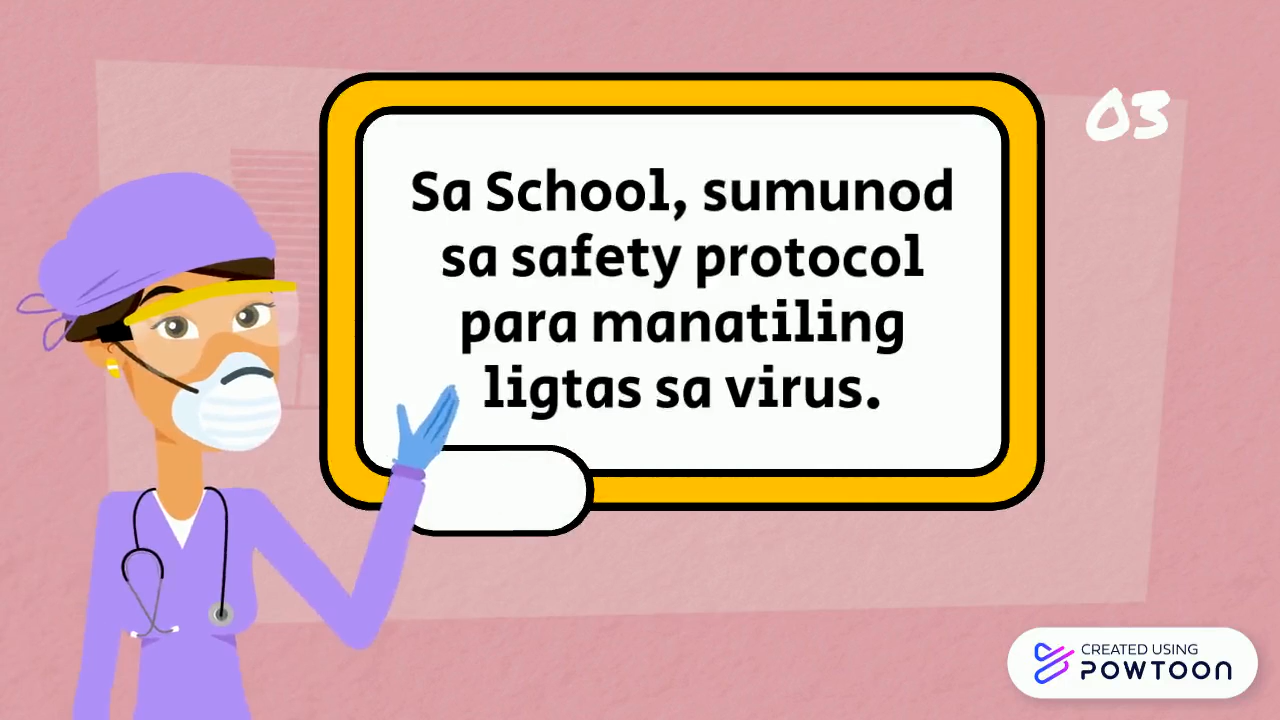 03
Sa School, sumunod
sa safety protocol
para manatiling
ligtas sa virus.
CREATED USING
POWTOON